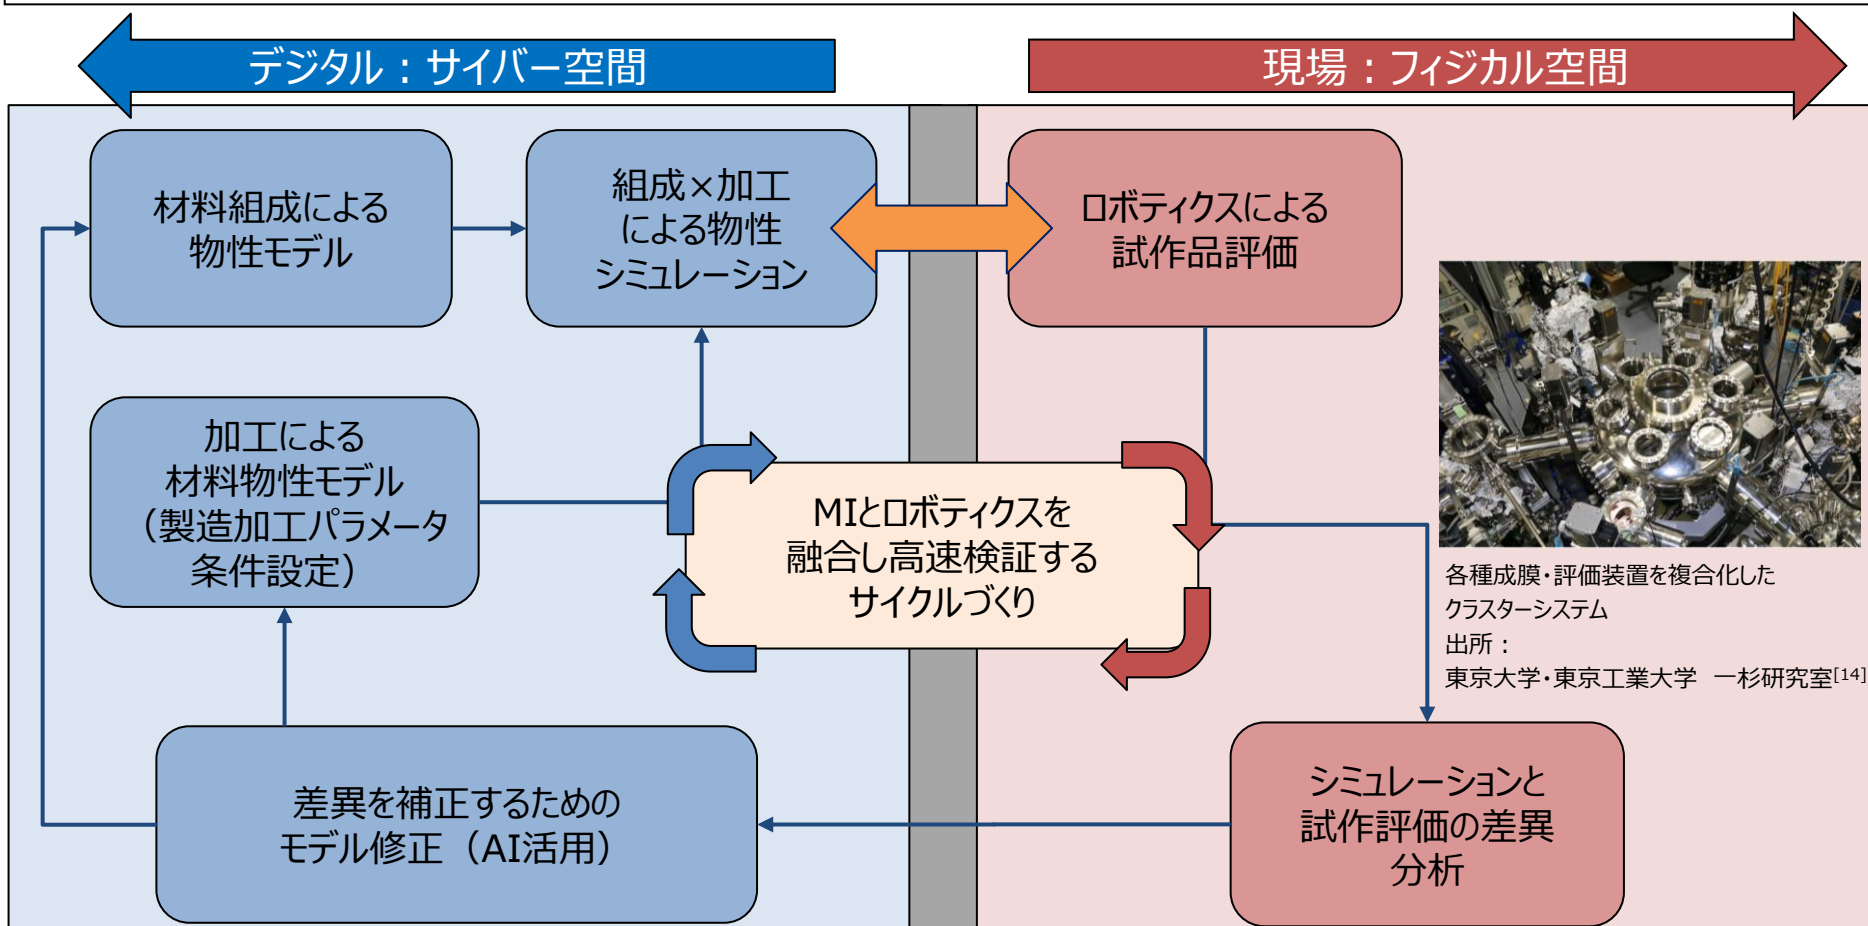 デジタル：サイバー空間
現場：フィジカル空間
材料組成による
物性モデル
組成×加工
による物性
シミュレーション
ロボティクスによる
試作品評価
加工による
材料物性モデル
（製造加工パラメータ
条件設定）
MIとロボティクスを
融合し高速検証する
サイクルづくり
各種成膜・評価装置を複合化した
クラスターシステム
出所：
東京大学・東京工業大学　一杉研究室[14]
差異を補正するための
モデル修正（AI活用）
シミュレーションと
試作評価の差異
分析